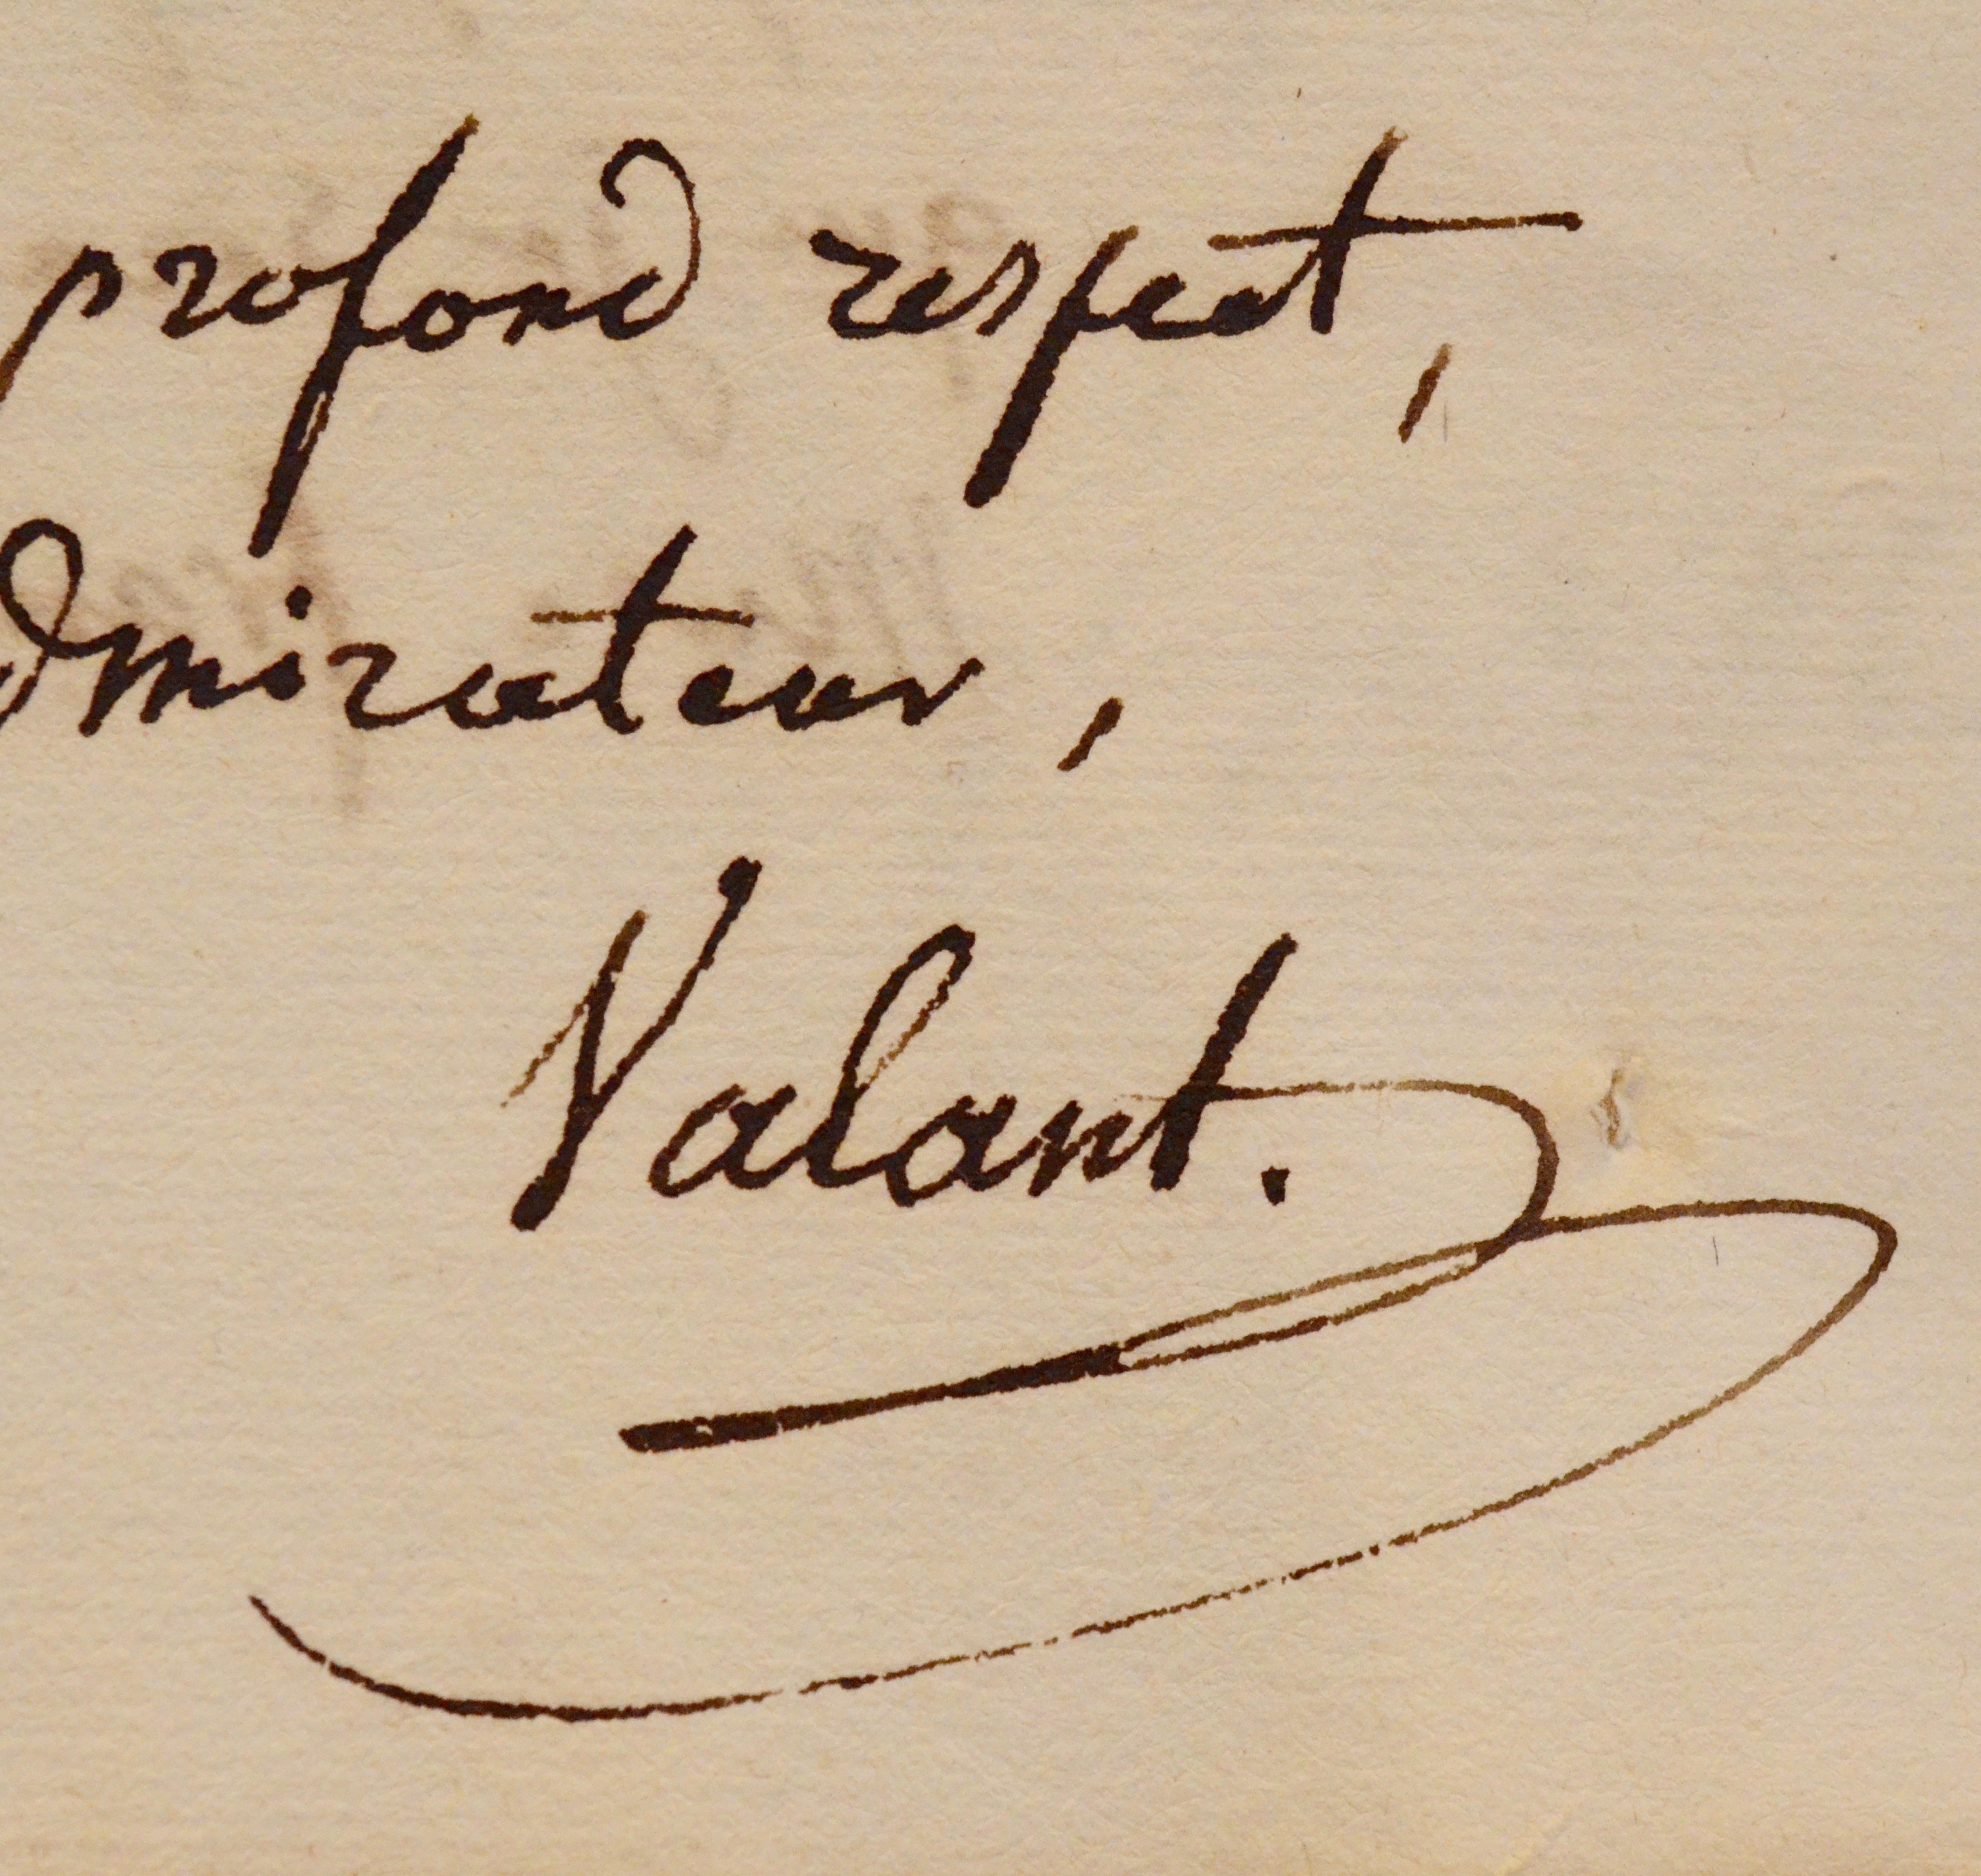 profond respect,
dmirateur,
Valant.